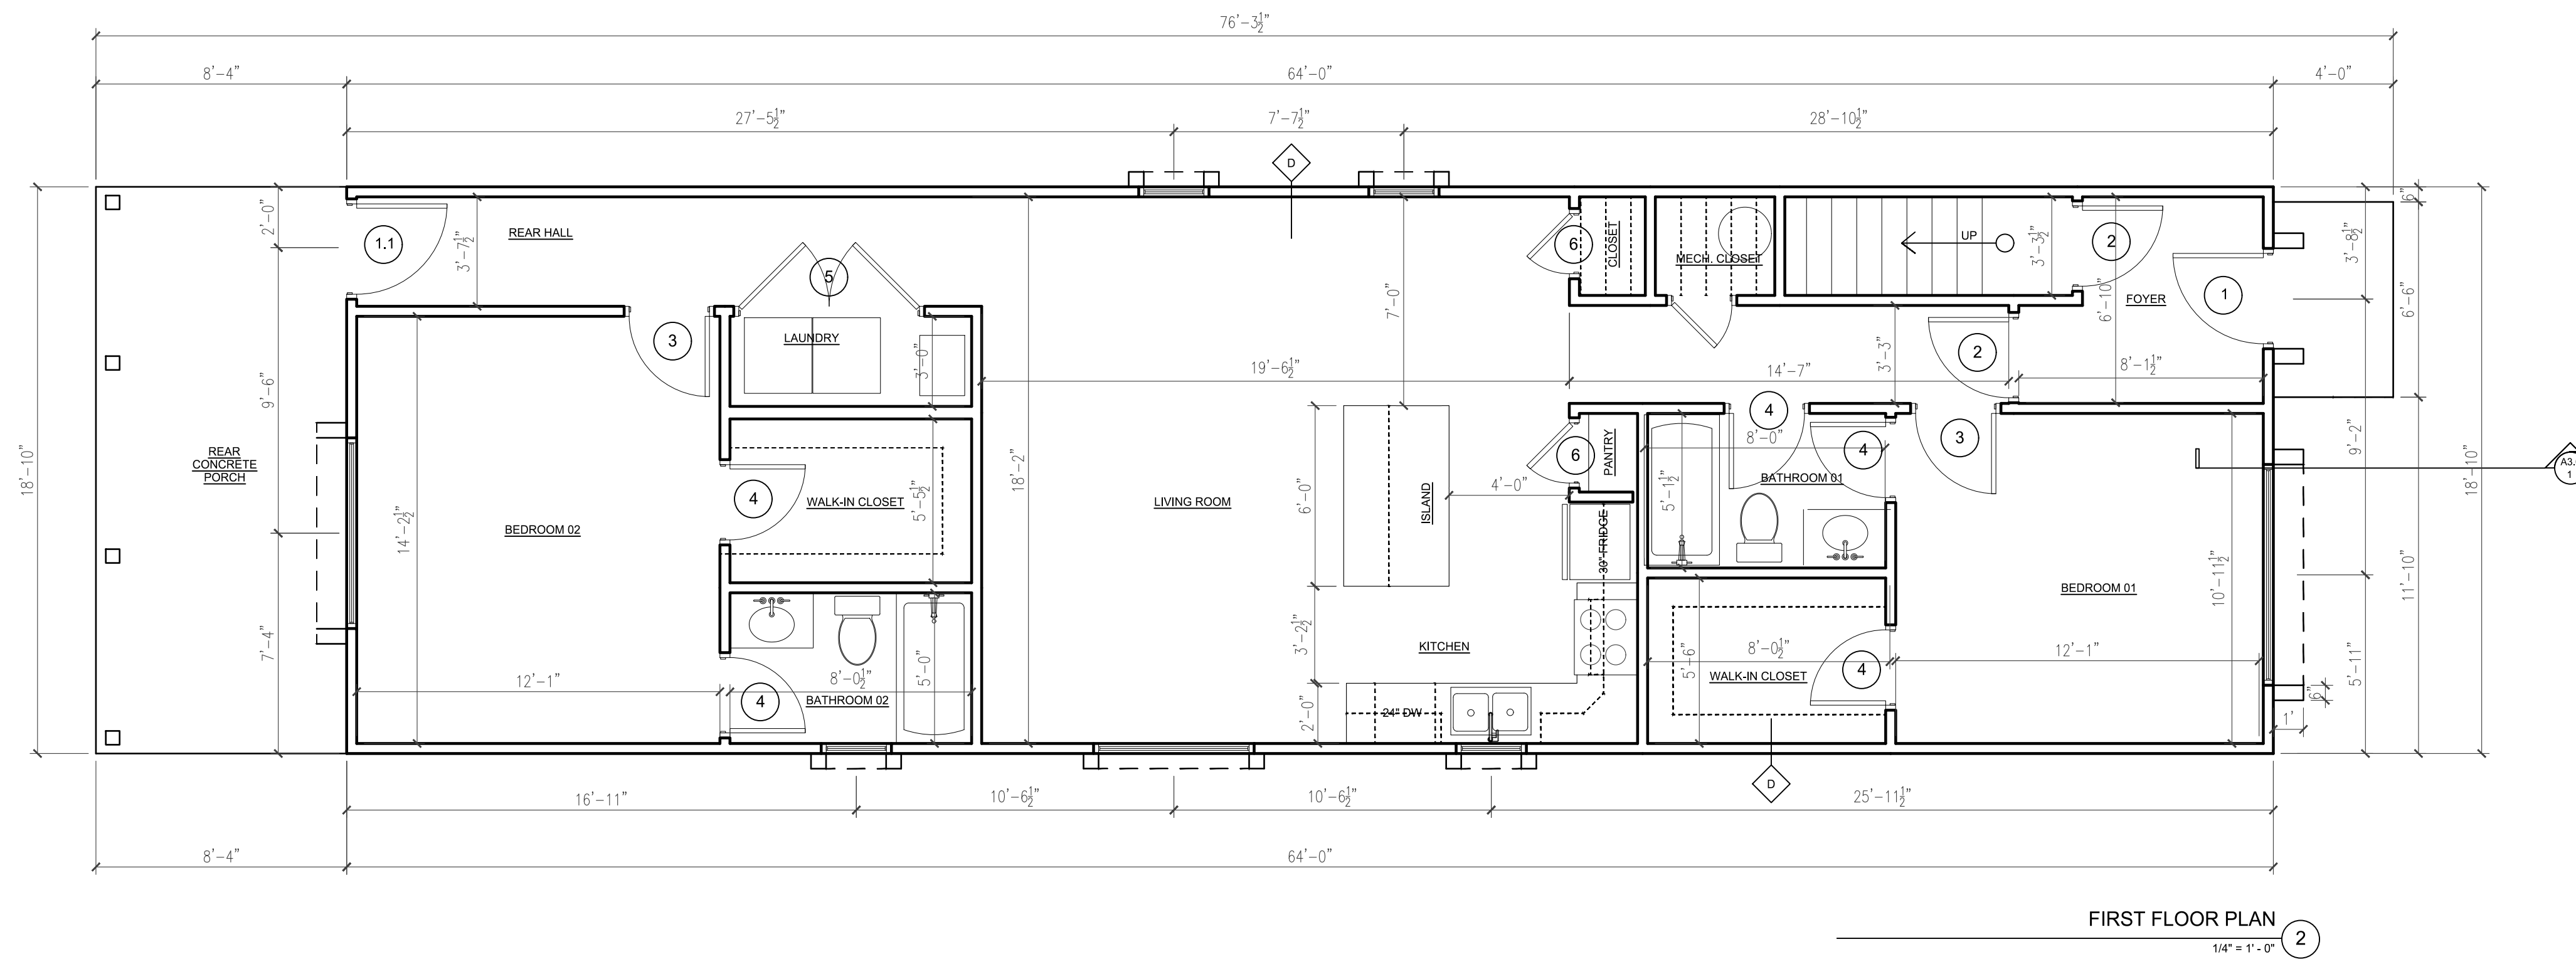 76'-3½"
8'-4"
64'-0"
4'-0"
27'-5½"
7'-7½"
28'-10½"
D
18'-10"
2'-0"
9'-6"
7'-4"
REAR
CONCRETE
PORCH
1.1
3'-7½"
REAR HALL
5
LAUNDRY
3'-0"
3
14'-2½"
BEDROOM 02
12'-1"
4
WALK-IN CLOSET
5'-5½"
4
8'-0½"
BATHROOM 02
5'-0"
18'-2"
LIVING ROOM
19'-6½"
7'-0"
6'-0"
ISLAND
4'-0"
3'-2½"
KITCHEN
2'-0"
24" DW
30" FRIDGE
6
CLOSET
MECH. CLOSET
UP
3'-3½"
2
6'-10"
FOYER
1
14'-7"
3'-3"
2
8'-1½"
6
PANTRY
4
8'-0"
5'-1½"
BATHROOM 01
4
3
BEDROOM 01
10'-11½"
12'-1"
5'-6"
8'-0½"
WALK-IN CLOSET
4
D
6"
3'-8½"
6'-6"
9'-2"
18'-10"
11'-10"
5'-11"
6"
1'
A3.
1
16'-11"
10'-6½"
10'-6½"
25'-11½"
8'-4"
64'-0"
FIRST FLOOR PLAN
1/4" = 1' - 0"
2